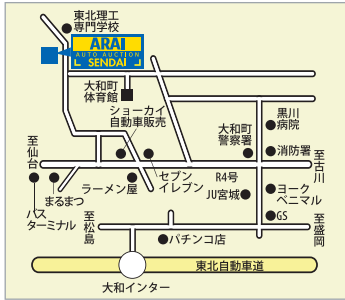 東北理工
専門学校
ARAI
AUTO AUCTION
SENDAI
大和町
体育館
ショーカイ
自動車販売
黒川
病院
大和町
警察署
消防署
至仙台
至古川
セブン
イレブン
R4号
ラーメン屋
まるまつ
JU宮城
ヨーク
ベニマル
バス
ターミナル
至松島
GS
至盛岡
パチンコ店
東北自動車道
大和インター